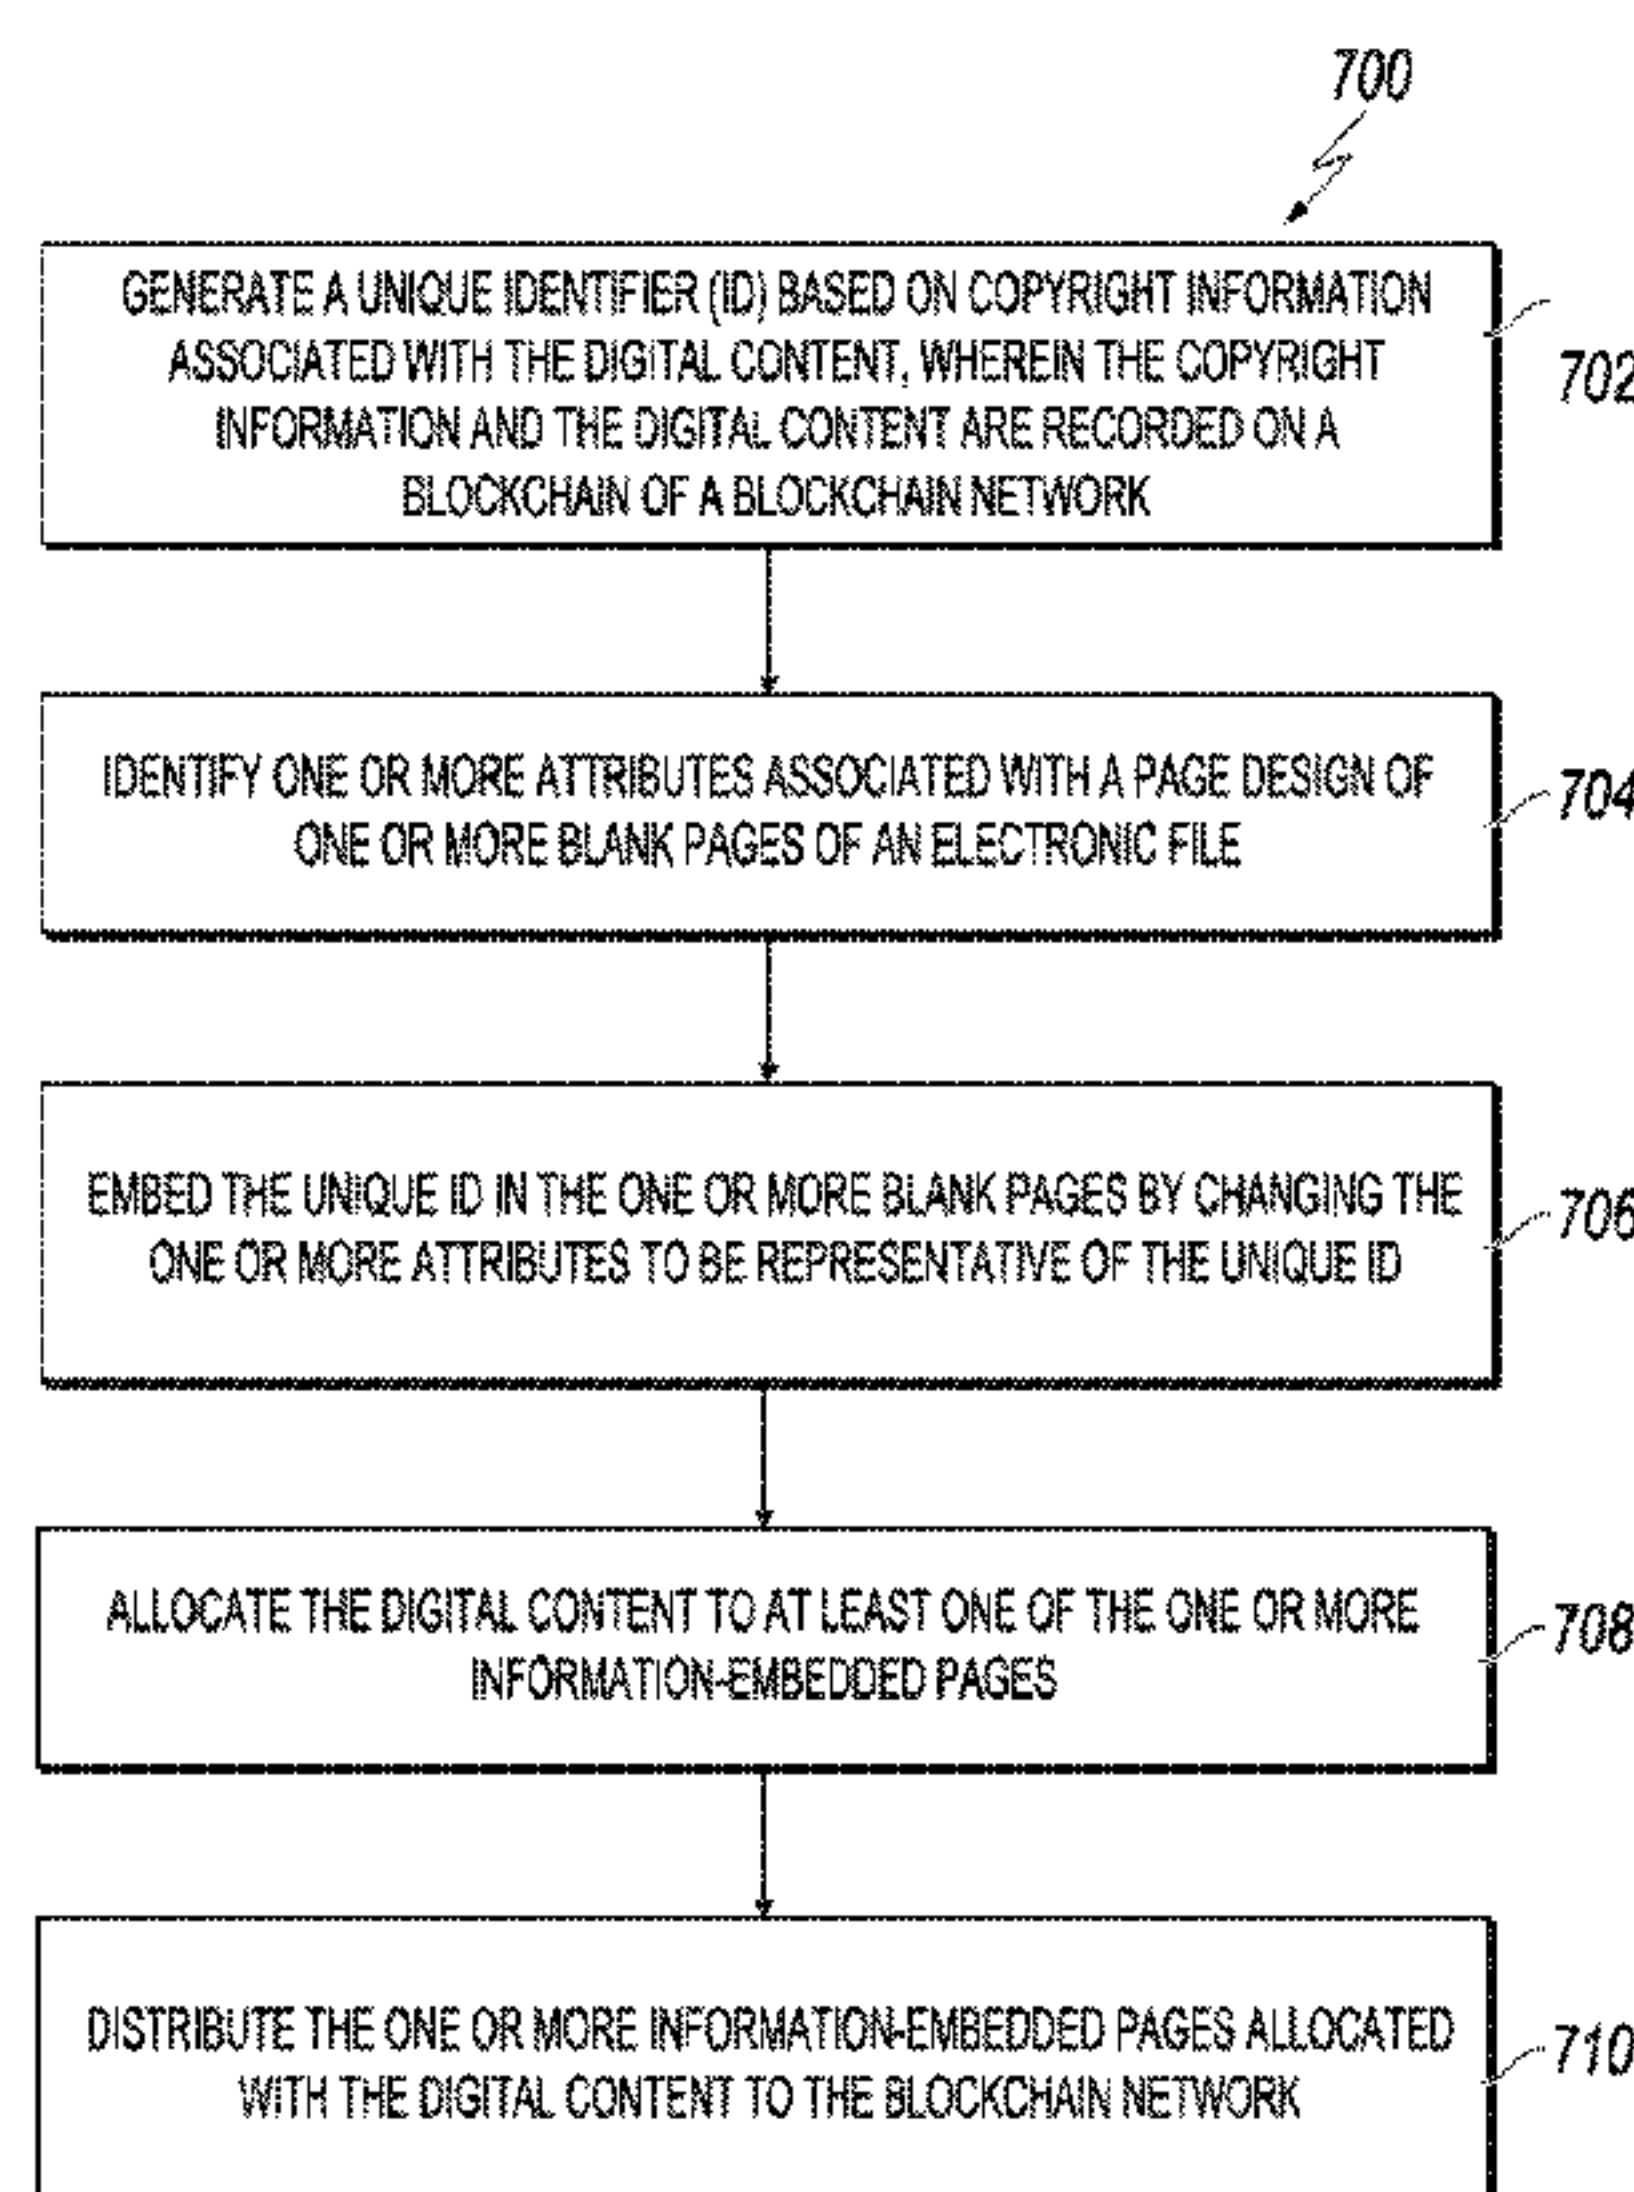 700
GENERATE A UNIQUE IDENTIFIER (ID) BASED ON COPYRIGHT INFORMATION
ASSOCIATED WITH THE DIGITAL CONTENT, WHEREIN THE COPYRIGHT
INFORMATION AND THE DIGITAL CONTENT ARE RECORDED ON A
BLOCKCHAIN OF A BLOCKCHAIN NETWORK
702
IDENTIFY ONE OR MORE ATTRIBUTES ASSOCIATED WITH A PAGE DESIGN OF
ONE OR MORE BLANK PAGES OF AN ELECTRONIC FILE
704
EMBED THE UNIQUE ID IN THE ONE OR MORE BLANK PAGES BY CHANGING THE
ONE OR MORE ATTRIBUTES TO BE REPRESENTATIVE OF THE UNIQUE ID
706
ALLOCATE THE DIGITAL CONTENT TO AT LEAST ONE OF THE ONE OR MORE
INFORMATION-EMBEDDED PAGES
708
DISTRIBUTE THE ONE OR MORE INFORMATION-EMBEDDED PAGES ALLOCATED
WITH THE DIGITAL CONTENT TO THE BLOCKCHAIN NETWORK
710